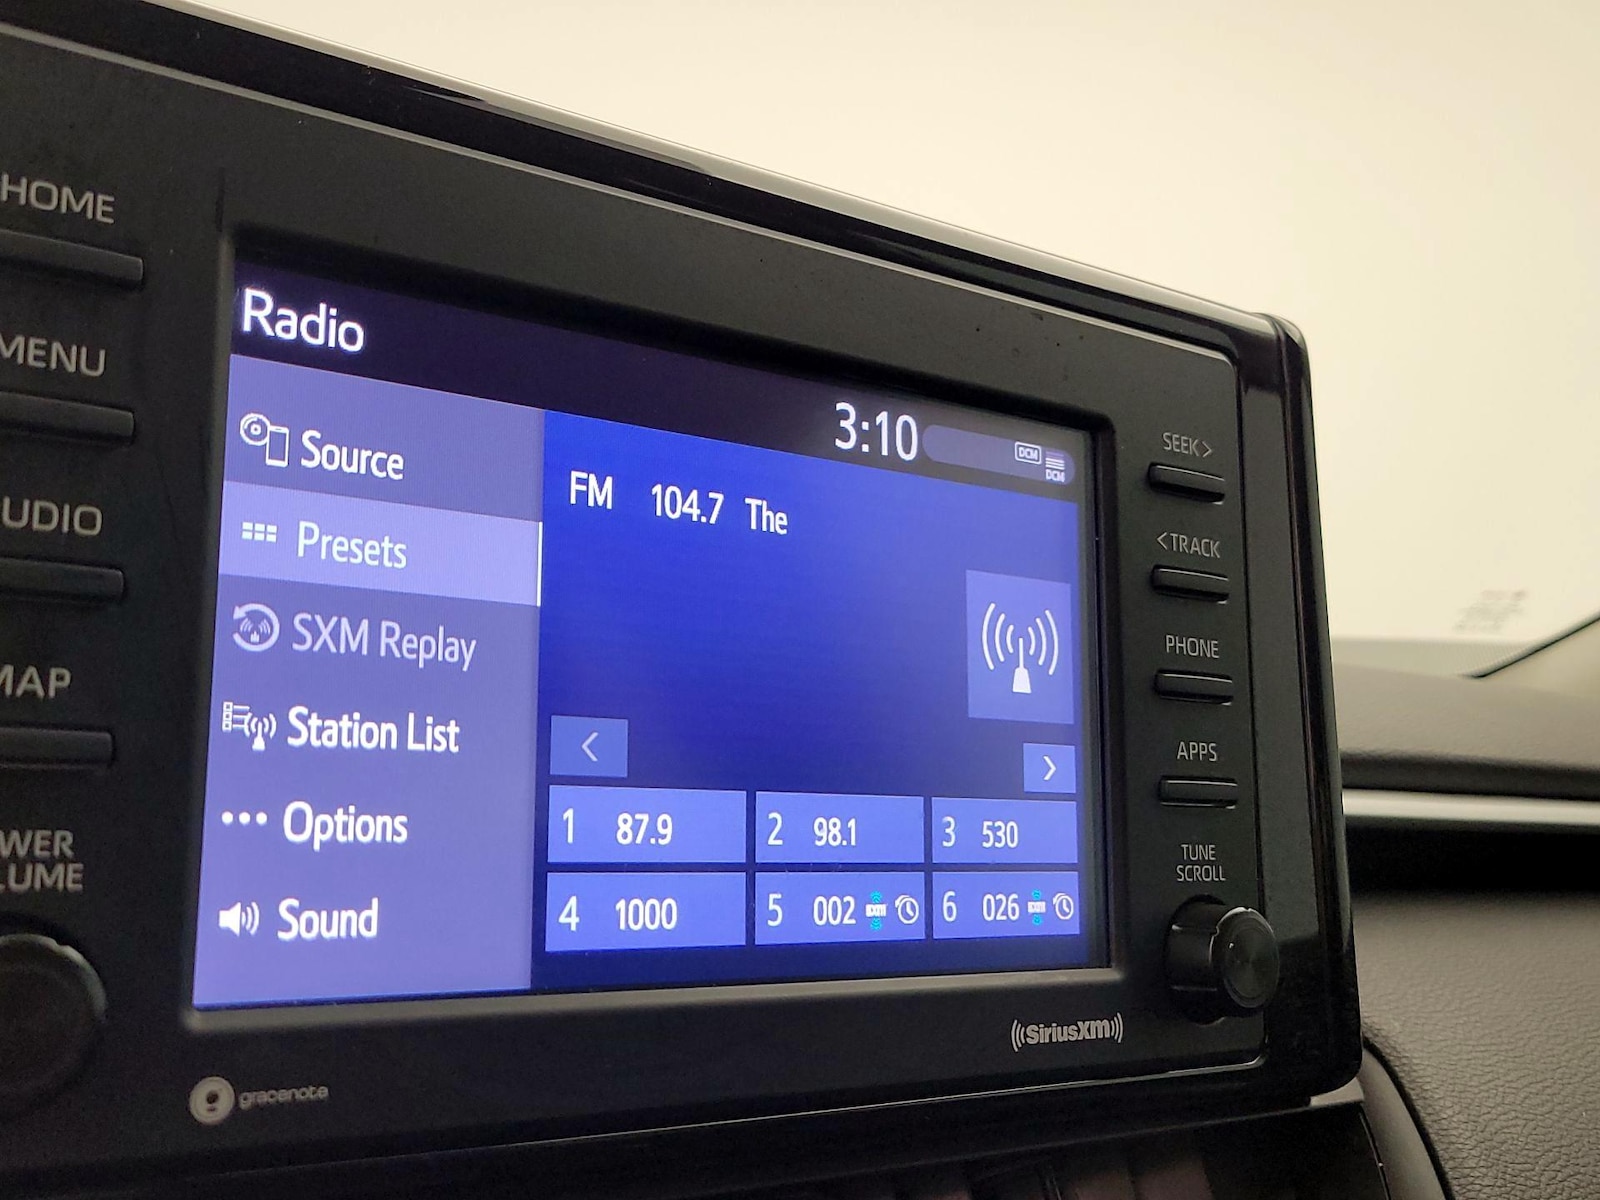 HOME
MENU
UDIO
MAP
WER
LUME
Radio
3:10
DCM
DCM
Source
Presets
SXM Replay
Station List
Options
Sound
FM 104.7 The
<
>
1 87.9
2 98.1
3 530
4 1000
5 002 SXM
6 026 SXM
SEEK>
<TRACK
PHONE
APPS
TUNE
SCROLL
SiriusXM
gracenote